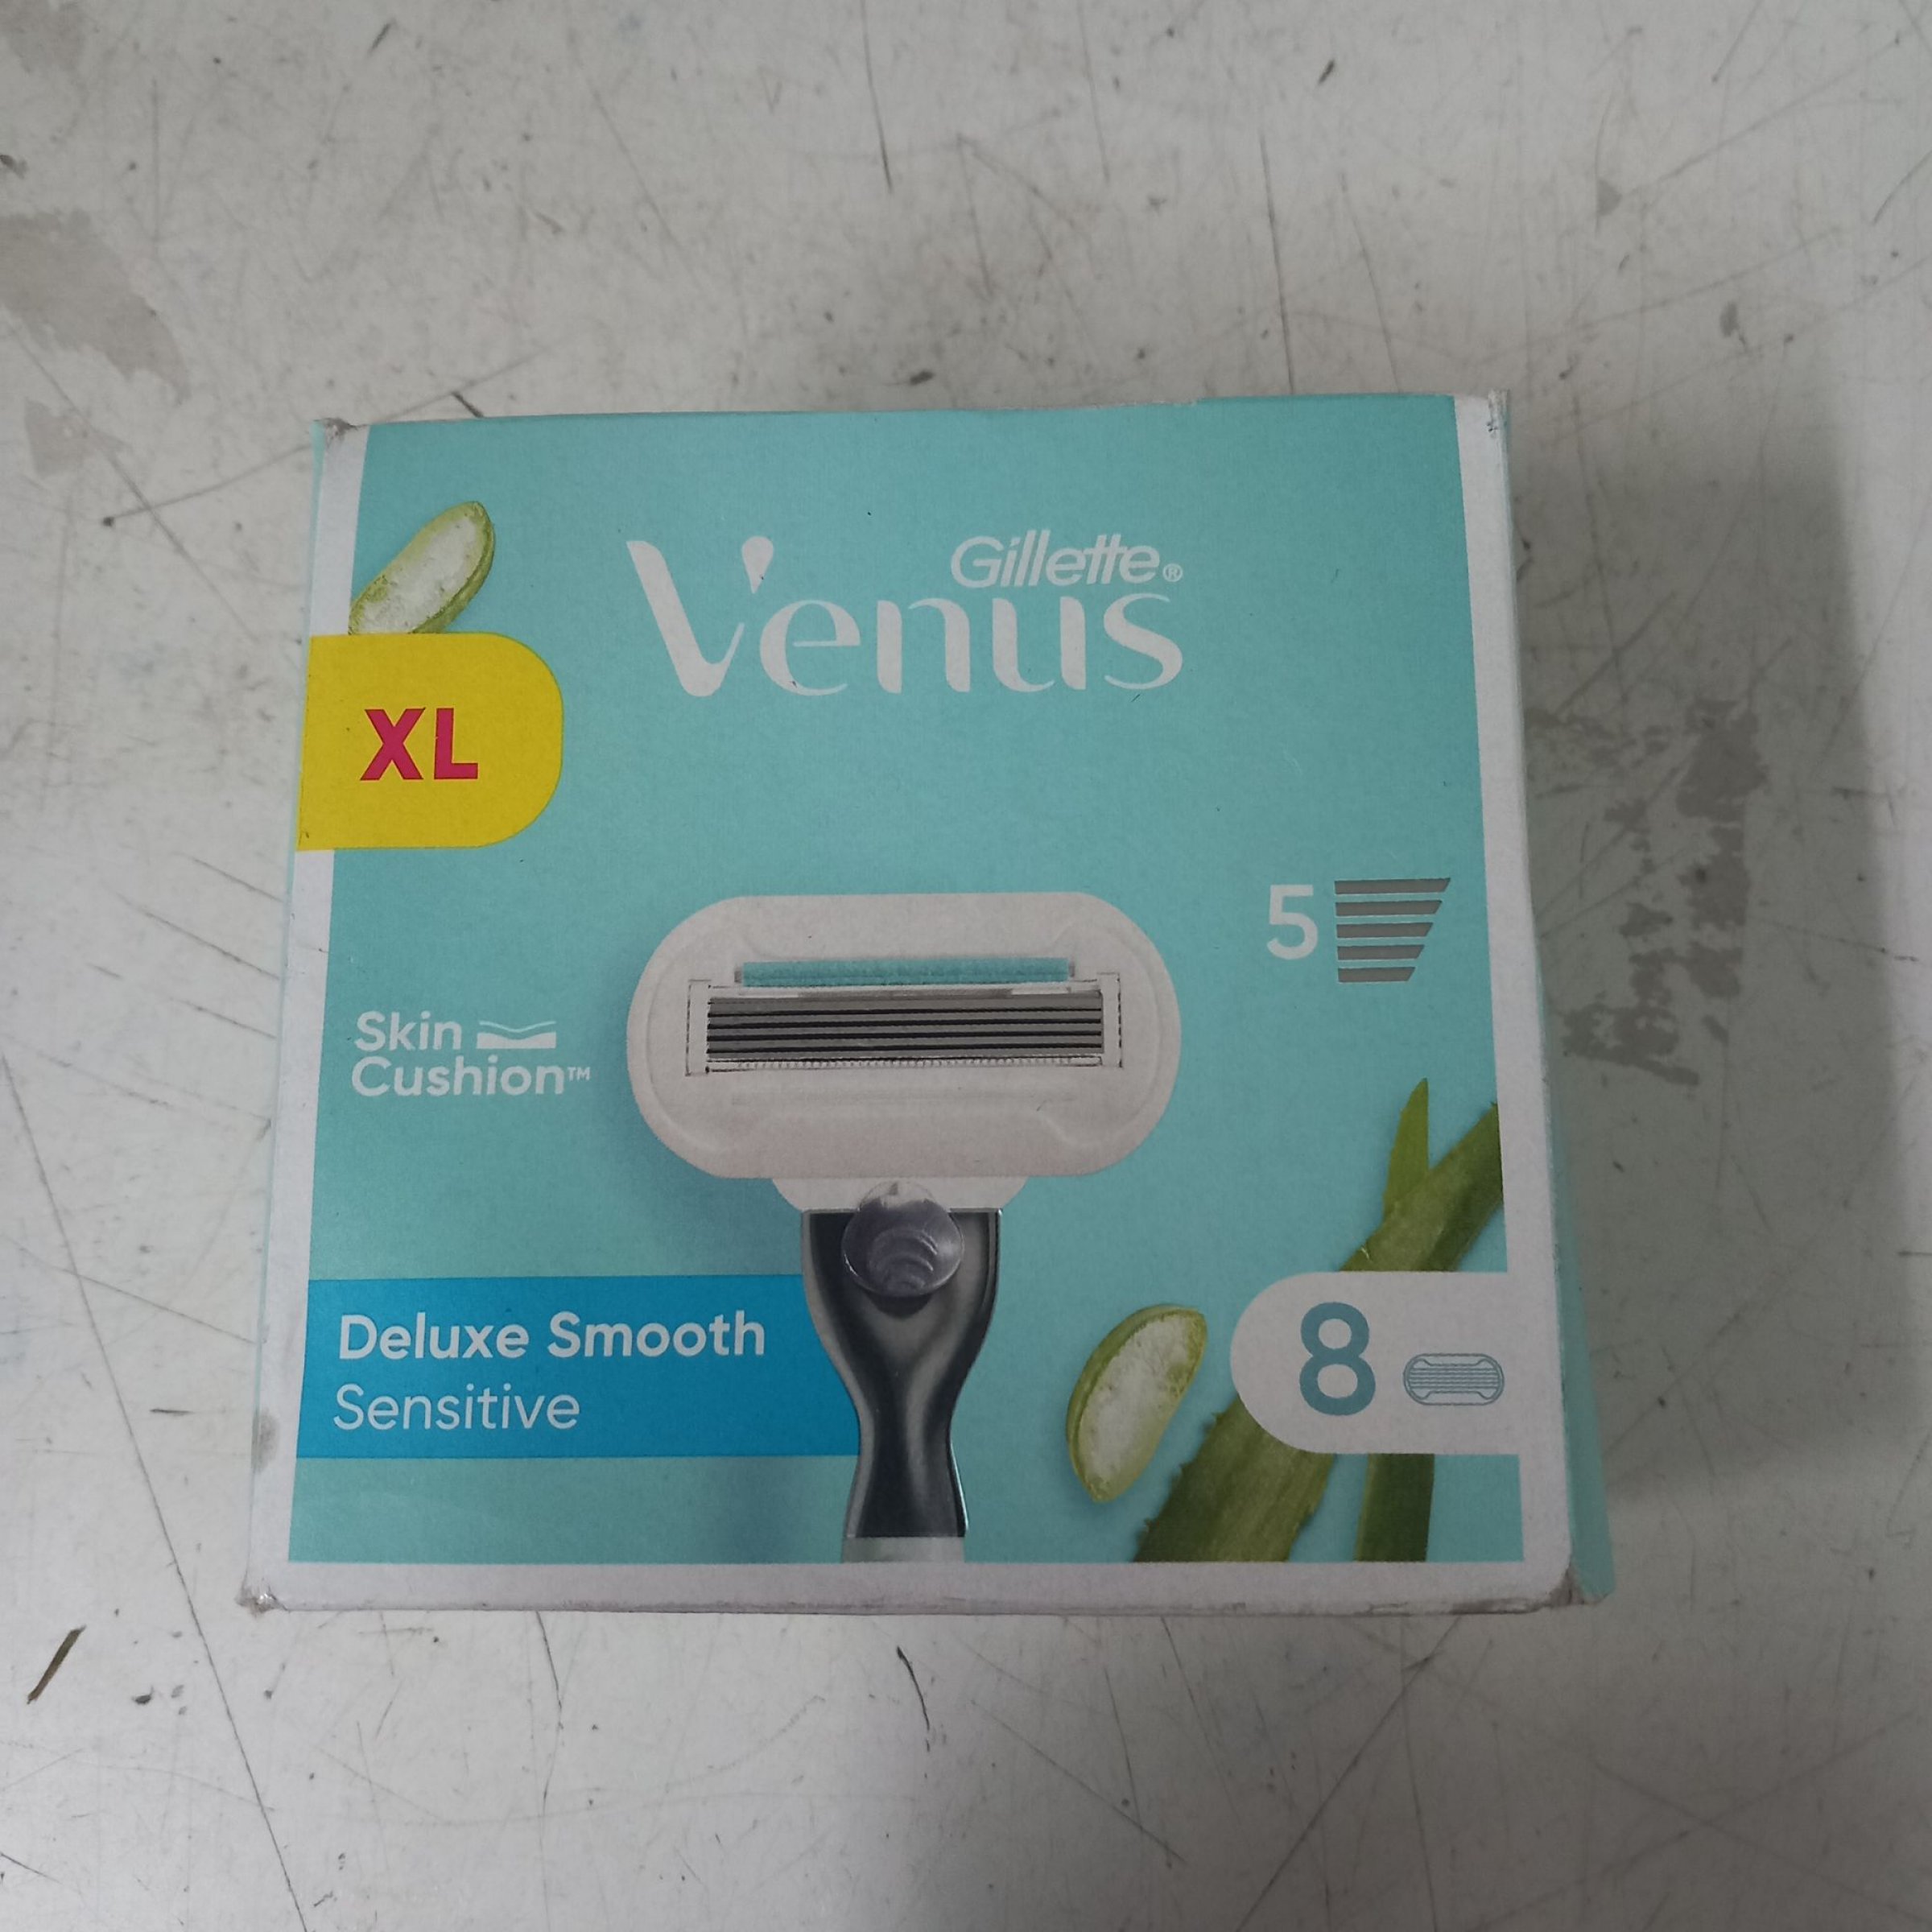 Gillette®
Venus
XL
5
Skin
Cushion™
Deluxe Smooth
Sensitive
8